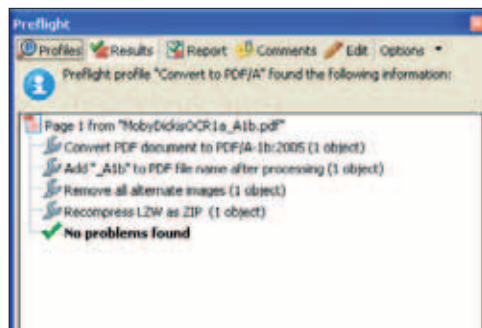 Preflight
Profiles Results Report Comments Edit Options
Preflight profile "Convert to PDF/A" found the following information:
Page 1 from "MobyDicksOCR1a_A1b.pdf"
Convert PDF document to PDF/A-1b:2005 (1 object)
Add "_A1b" to PDF file name after processing (1 object)
Remove all alternate images (1 object)
Recompress LZW as ZIP (1 object)
No problems found